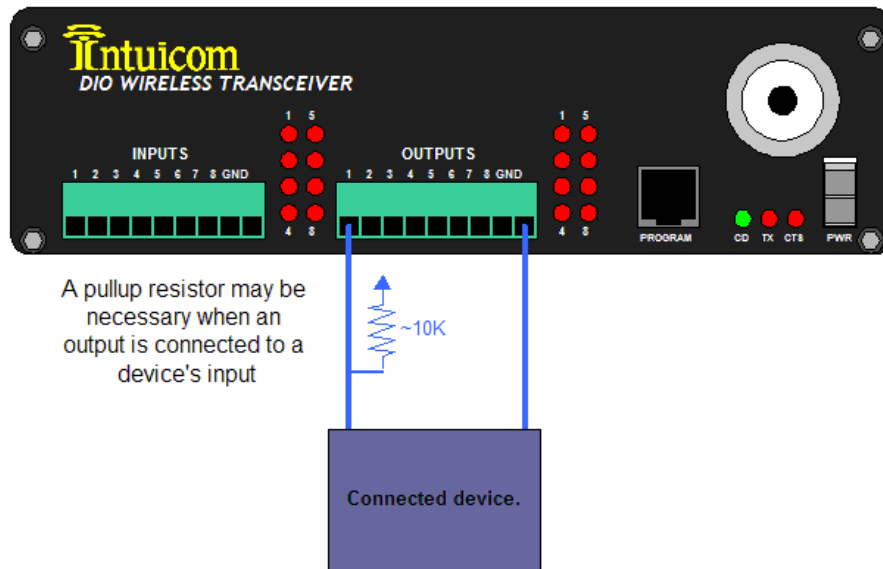 Intuicom
DIO WIRELESS TRANSCEIVER
1 5
1 5
INPUTS
OUTPUTS
1 2 3 4 5 6 7 8 GND
1 2 3 4 5 6 7 8 GND
4 8
4 8
PROGRAM
CD TX CTS PWR
A pullup resistor may be
necessary when an
output is connected to a
device's input
~10K
Connected device.